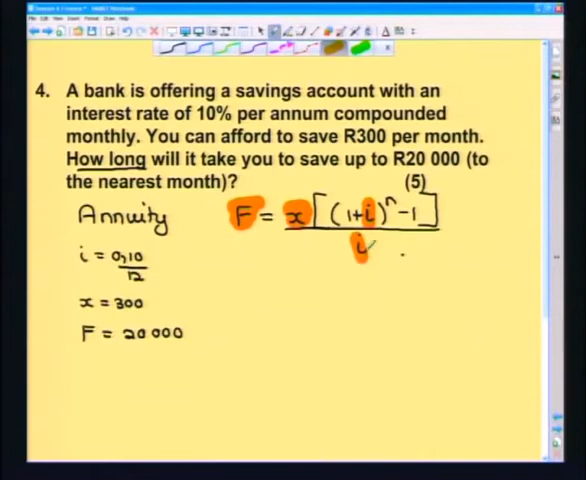 4. A bank is offering a savings account with an
interest rate of 10% per annum compounded
monthly. You can afford to save R300 per month.
How long will it take you to save up to R20 000 (to
the nearest month)? (5)
Annuity F = x[(1+i)^n - 1]
i
i = 0,10
12
x = 300
F = 20 000